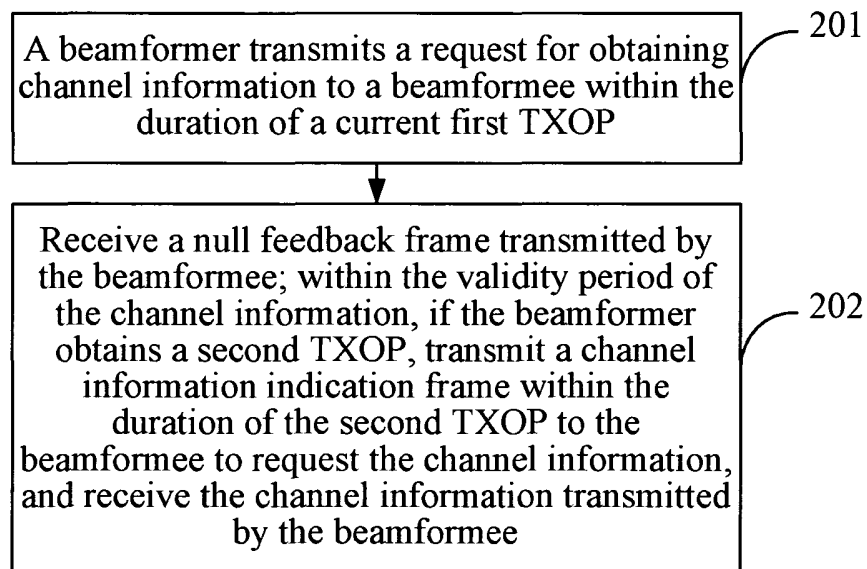 A beamformer transmits a request for obtaining
channel information to a beamformee within the
duration of a current first TXOP
201
Receive a null feedback frame transmitted by
the beamformee; within the validity period of
the channel information, if the beamformer
obtains a second TXOP, transmit a channel
information indication frame within the
duration of the second TXOP to the
beamformee to request the channel information,
and receive the channel information transmitted
by the beamformee
202